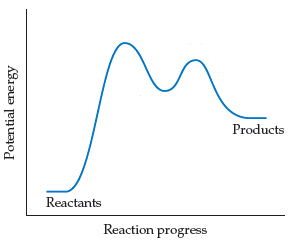 Potential energy
Products
Reactants
Reaction progress